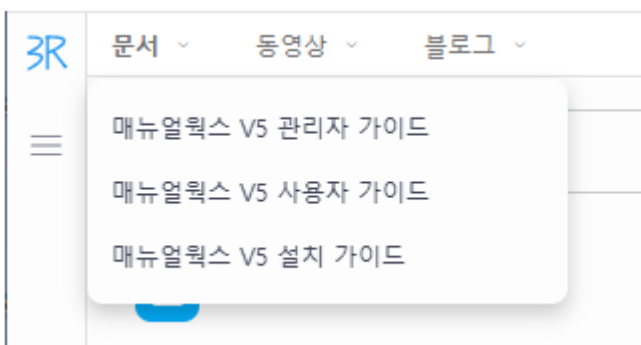 3R 문서 동영상 블로그
매뉴얼웍스 V5 관리자 가이드
매뉴얼웍스 V5 사용자 가이드
매뉴얼웍스 V5 설치 가이드